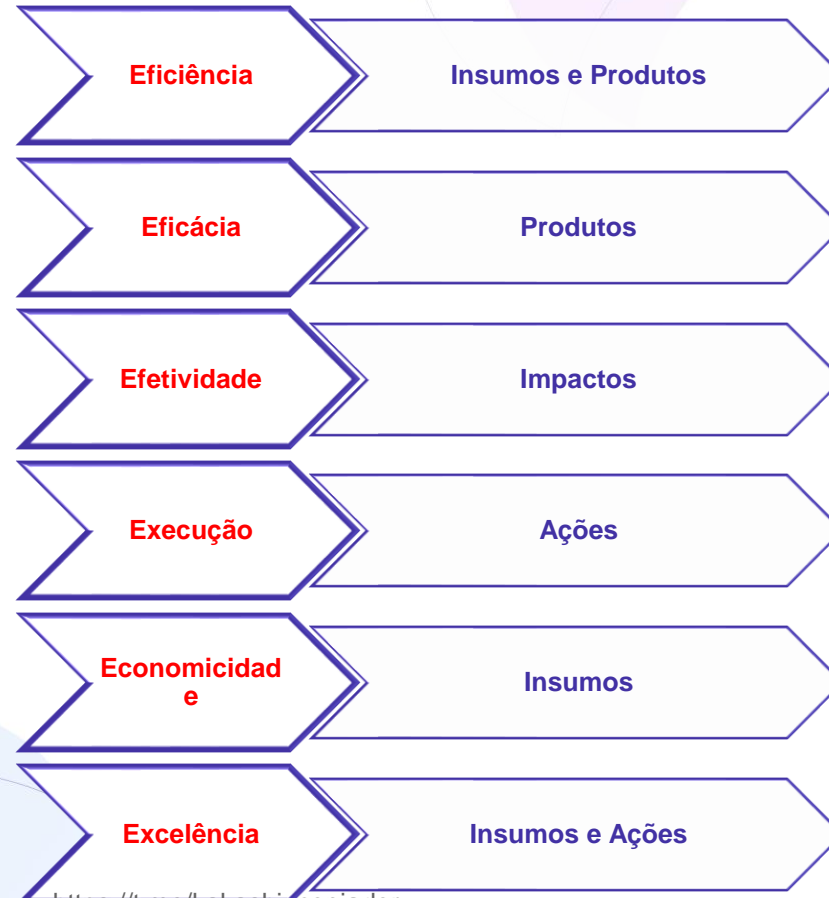 Eficiência
Insumos e Produtos
Eficácia
Produtos
Efetividade
Impactos
Execução
Ações
Economicidad
e
Insumos
Excelência
Insumos e Ações